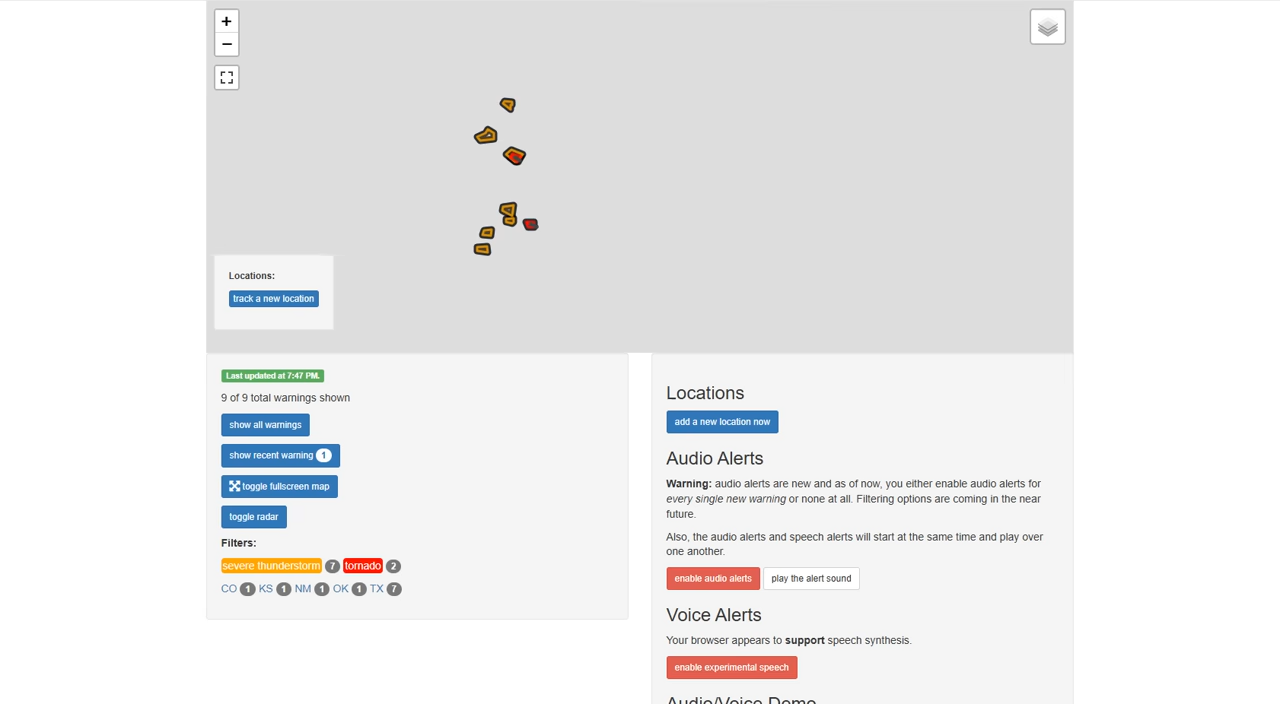 +
−
Locations:
track a new location
Last updated at 7:47 PM.
9 of 9 total warnings shown
show all warnings
show recent warning 1
toggle fullscreen map
toggle radar
Filters:
severe thunderstorm 7 tornado 2
CO 1 KS 1 NM 1 OK 1 TX 7
Locations
add a new location now
Audio Alerts
Warning: audio alerts are new and as of now, you either enable audio alerts for
every single new warning or none at all. Filtering options are coming in the near
future.
Also, the audio alerts and speech alerts will start at the same time and play over
one another.
enable audio alerts play the alert sound
Voice Alerts
Your browser appears to support speech synthesis.
enable experimental speech
Audio/Voice Demo